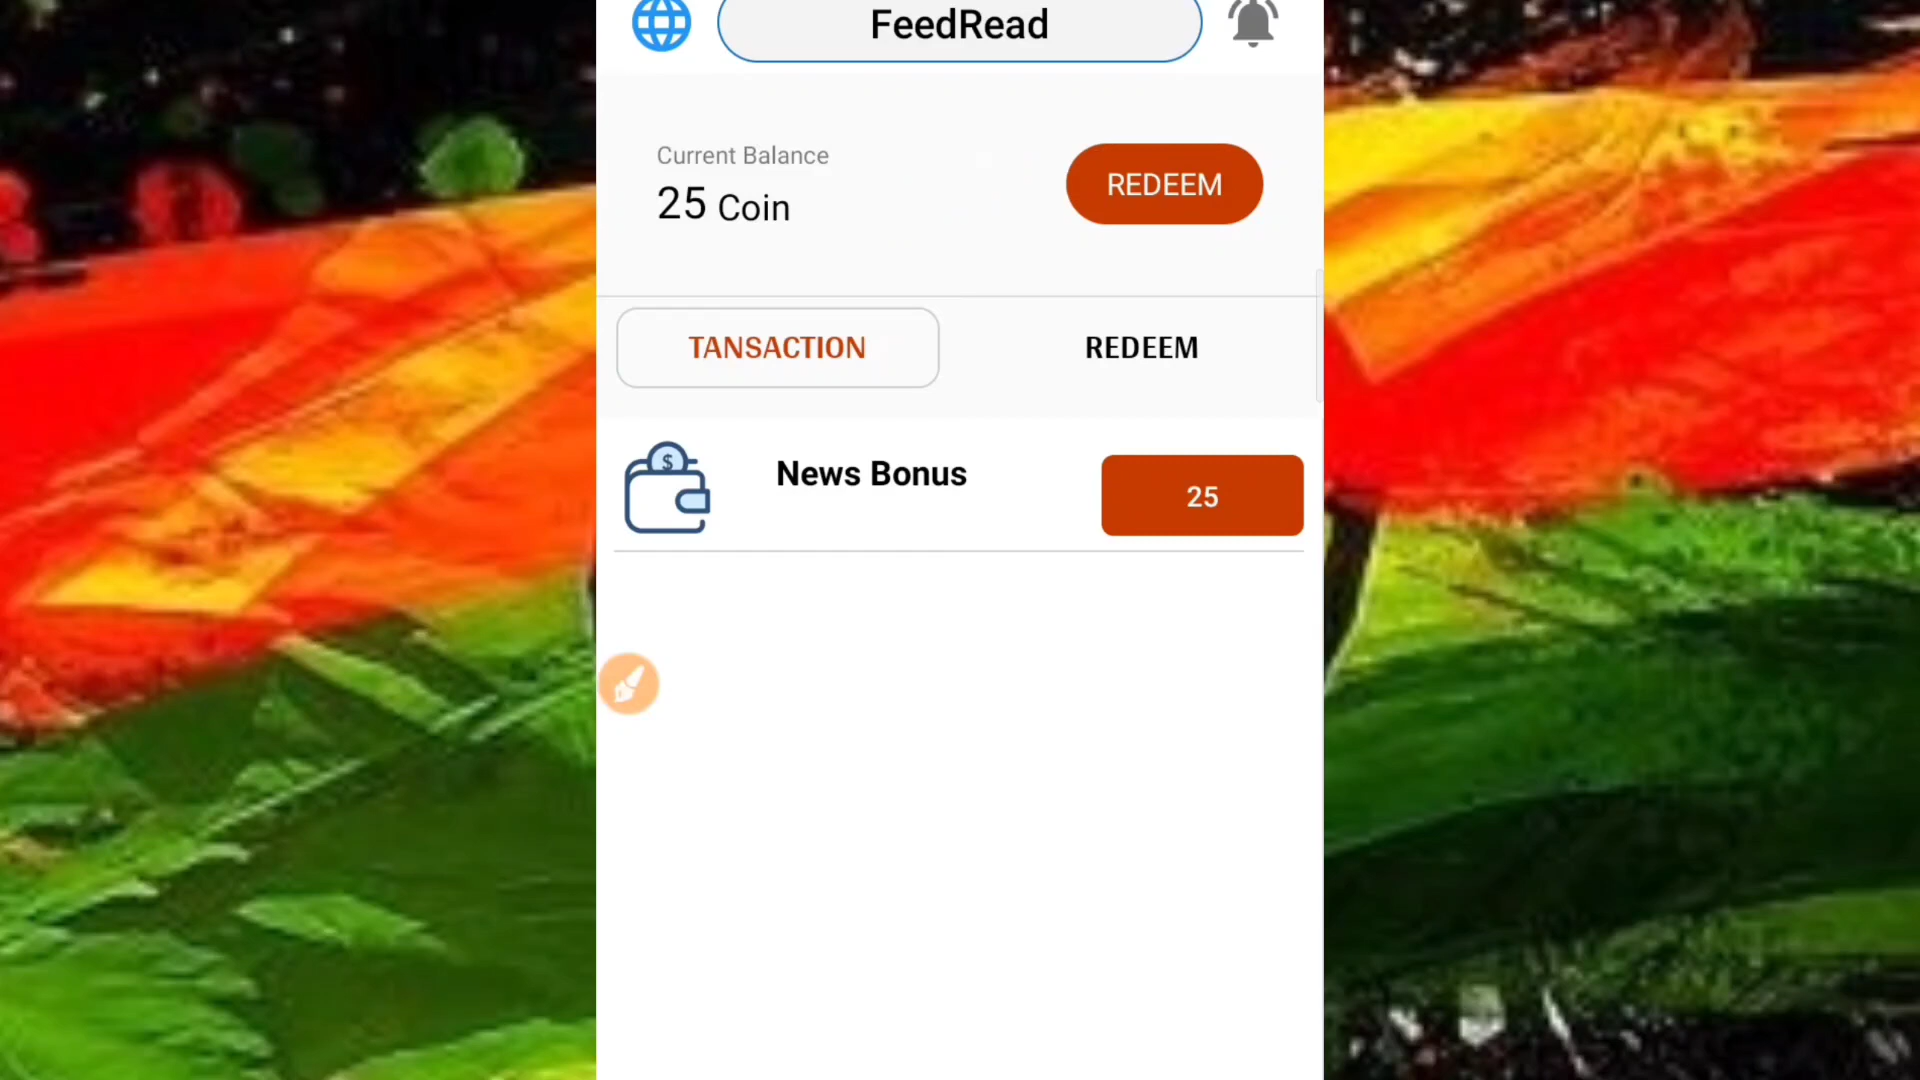 FeedRead
Current Balance
25 Coin
REDEEM
TANSACTION
REDEEM
$
News Bonus
25